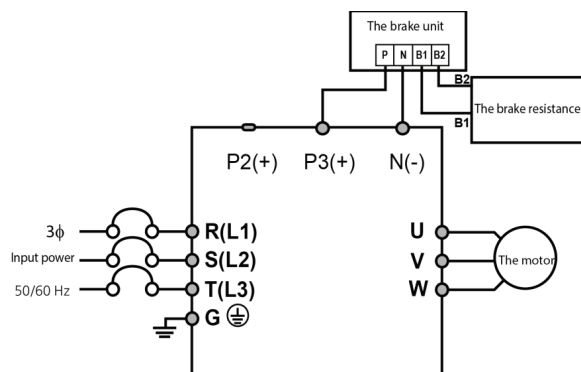 The brake unit
P N B1 B2
B2
The brake resistance
B1
P2(+) P3(+) N(-)
3ϕ
R(L1)
U
Input power
S(L2)
V
The motor
50/60 Hz
T(L3)
W
G